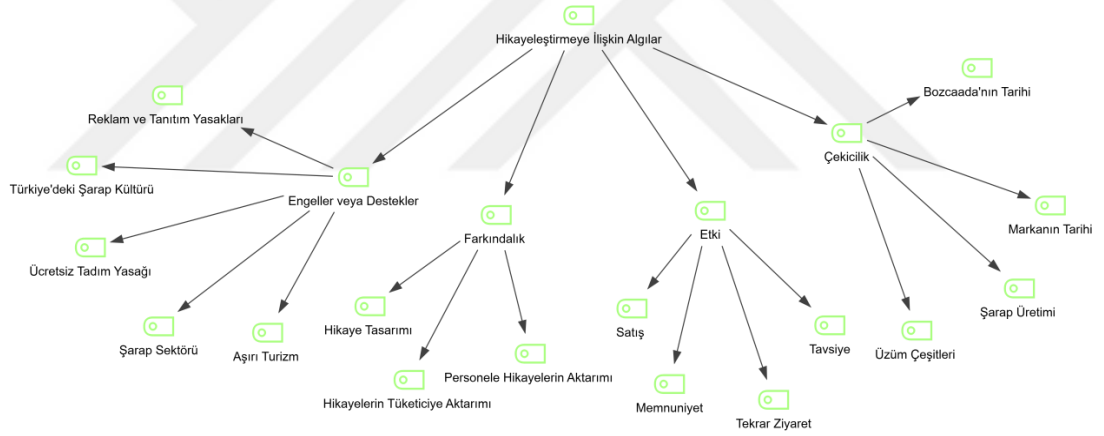 Hikayeleştirmeye İlişkin Algılar
Bozcaada'nın Tarihi
Reklam ve Tanıtım Yasakları
Çekicilik
Türkiye'deki Şarap Kültürü
Engeller veya Destekler
Markanın Tarihi
Farkındalık
Etki
Ücretsiz Tadım Yasağı
Şarap Üretimi
Hikaye Tasarımı
Satış
Şarap Sektörü
Aşırı Turizm
Tavsiye
Üzüm Çeşitleri
Personele Hikayelerin Aktarımı
Hikayelerin Tüketiciye Aktarımı
Memnuniyet
Tekrar Ziyaret